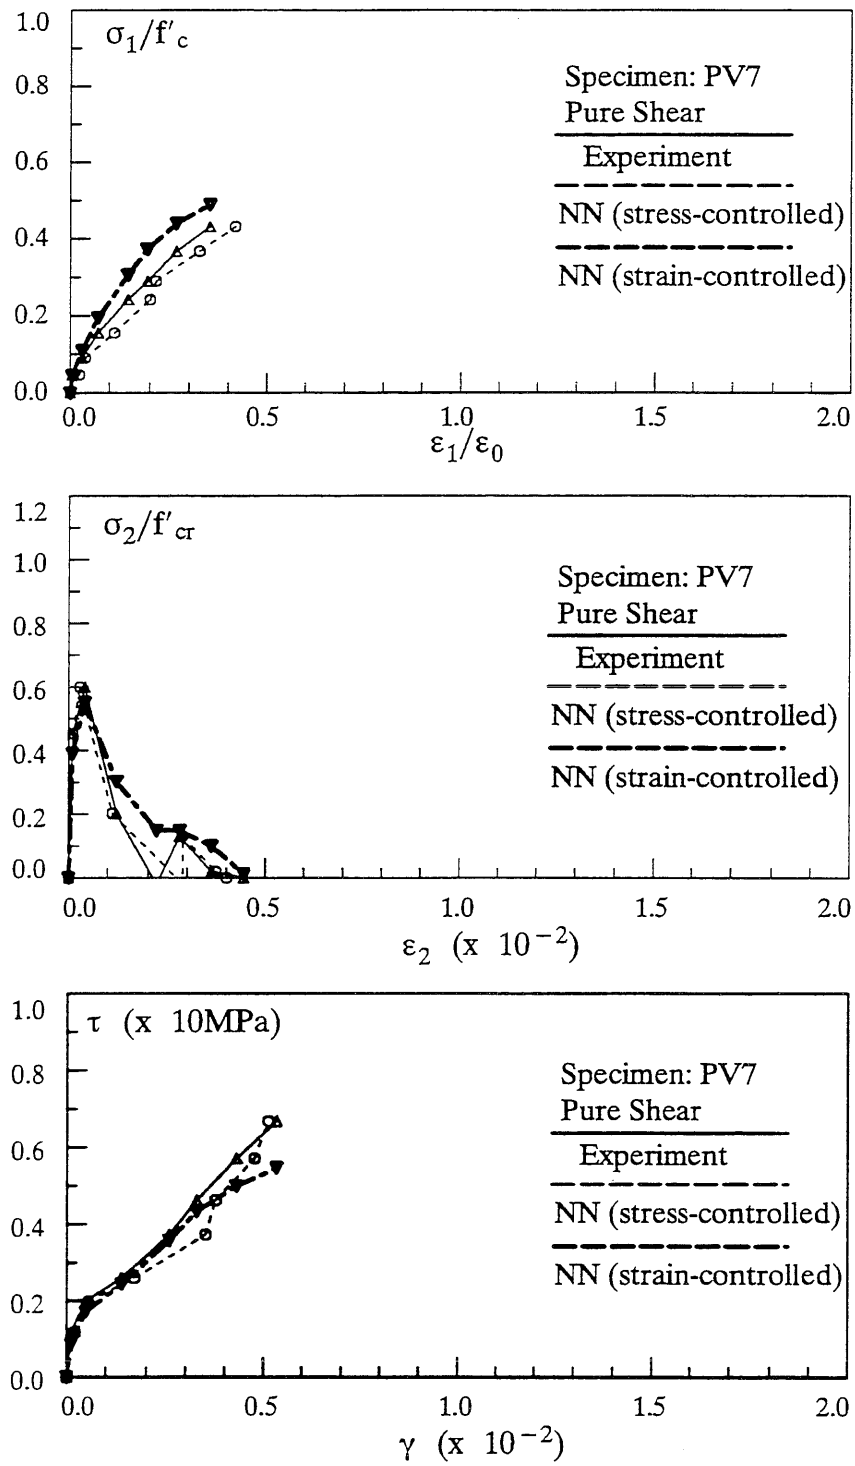 1.0
σ₁/f′c
0.8
0.6
0.4
0.2
0.0
Specimen: PV7
Pure Shear
Experiment
NN (stress-controlled)
NN (strain-controlled)
0.0 0.5 1.0 1.5 2.0
ε₁/ε₀
1.2
σ₂/f′cr
1.0
0.8
0.6
0.4
0.2
0.0
Specimen: PV7
Pure Shear
Experiment
NN (stress-controlled)
NN (strain-controlled)
0.0 0.5 1.0 1.5 2.0
ε₂ (x 10⁻²)
1.0
τ (x 10MPa)
0.8
0.6
0.4
0.2
0.0
Specimen: PV7
Pure Shear
Experiment
NN (stress-controlled)
NN (strain-controlled)
0.0 0.5 1.0 1.5 2.0
γ (x 10⁻²)